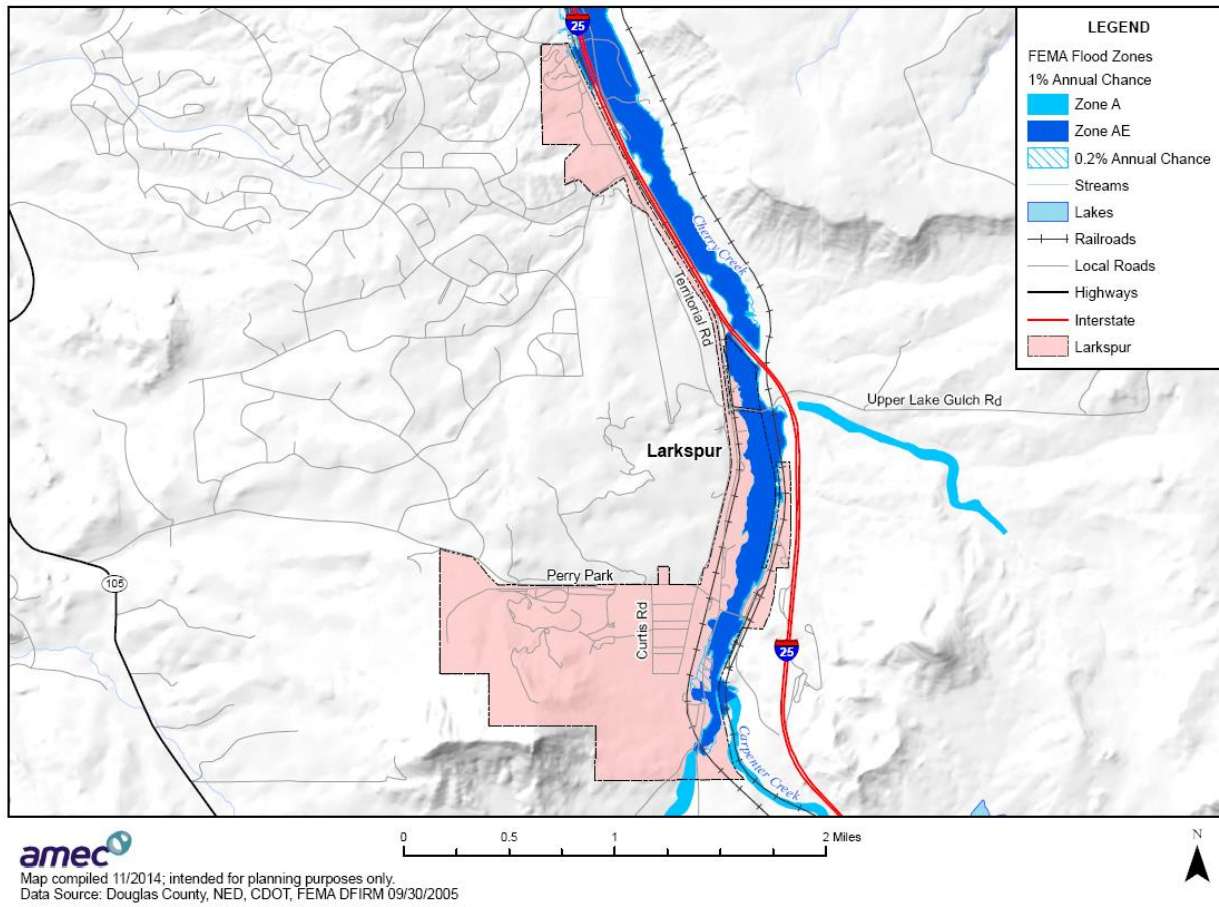 25
Cherry Creek
Territorial Rd
Upper Lake Gulch Rd
Larkspur
Perry Park
105
Curtis Rd
25
Carpenter Creek
LEGEND
FEMA Flood Zones
1% Annual Chance
Zone A
Zone AE
0.2% Annual Chance
Streams
Lakes
Railroads
Local Roads
Highways
Interstate
Larkspur
amec
0 0.5 1 2 Miles
N
Map compiled 11/2014; intended for planning purposes only.
Data Source: Douglas County, NED, CDOT, FEMA DFIRM 09/30/2005